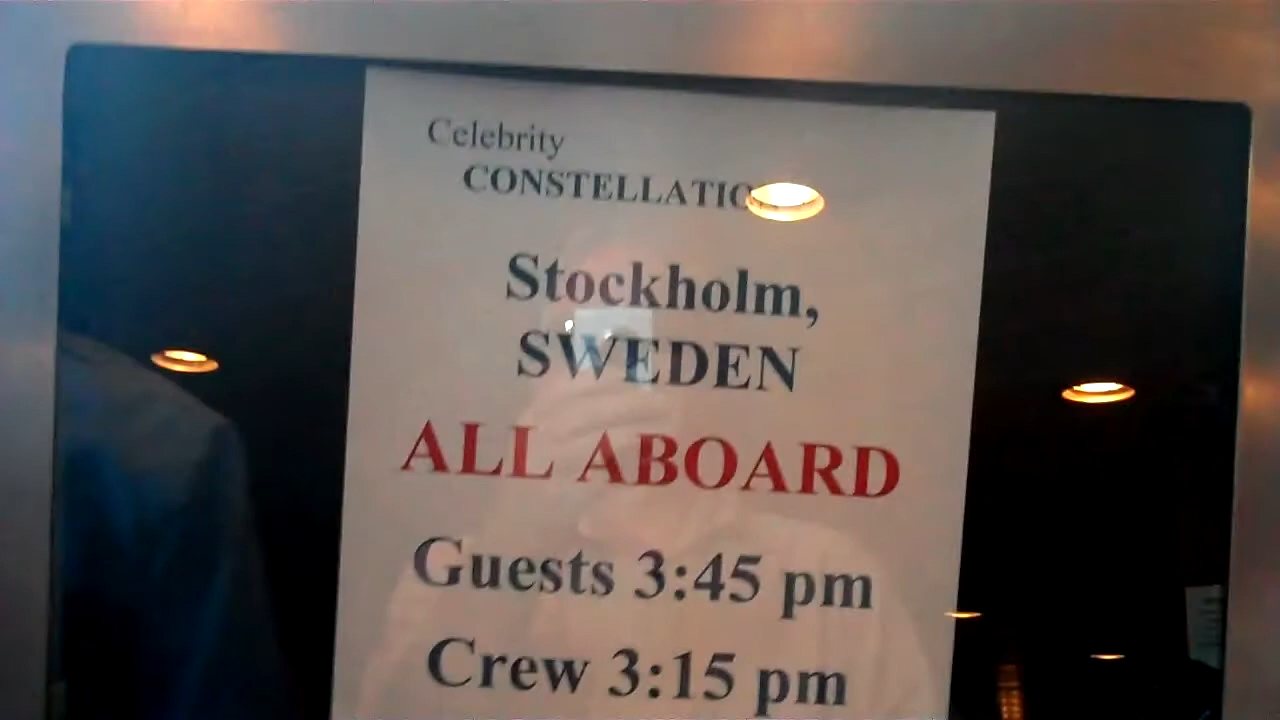 Celebrity
CONSTELLATIO
Stockholm,
SWEDEN
ALL ABOARD
Guests 3:45 pm
Crew 3:15 pm